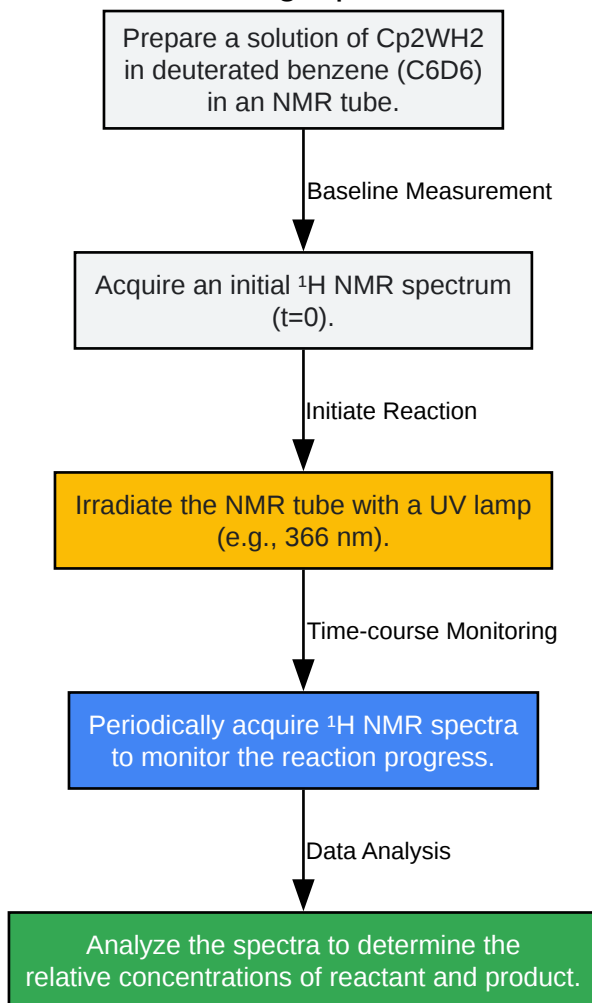 Prepare a solution of Cp2WH2
in deuterated benzene (C6D6)
in an NMR tube.
Baseline Measurement
Acquire an initial ¹H NMR spectrum
(t=0).
Initiate Reaction
Irradiate the NMR tube with a UV lamp
(e.g., 366 nm).
Time-course Monitoring
Periodically acquire ¹H NMR spectra
to monitor the reaction progress.
Data Analysis
Analyze the spectra to determine the
relative concentrations of reactant and product.